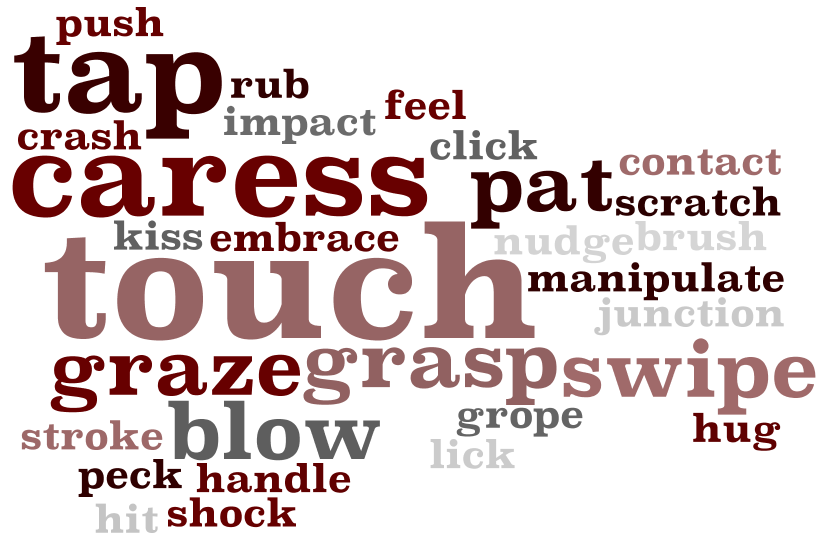 push
tap
rub
feel
impact
crash
click
caress
contact
pat
scratch
kiss
embrace
nudge
brush
touch
manipulate
junction
graze
grasp
swipe
stroke
blow
grope
hug
lick
peck
handle
hit
shock